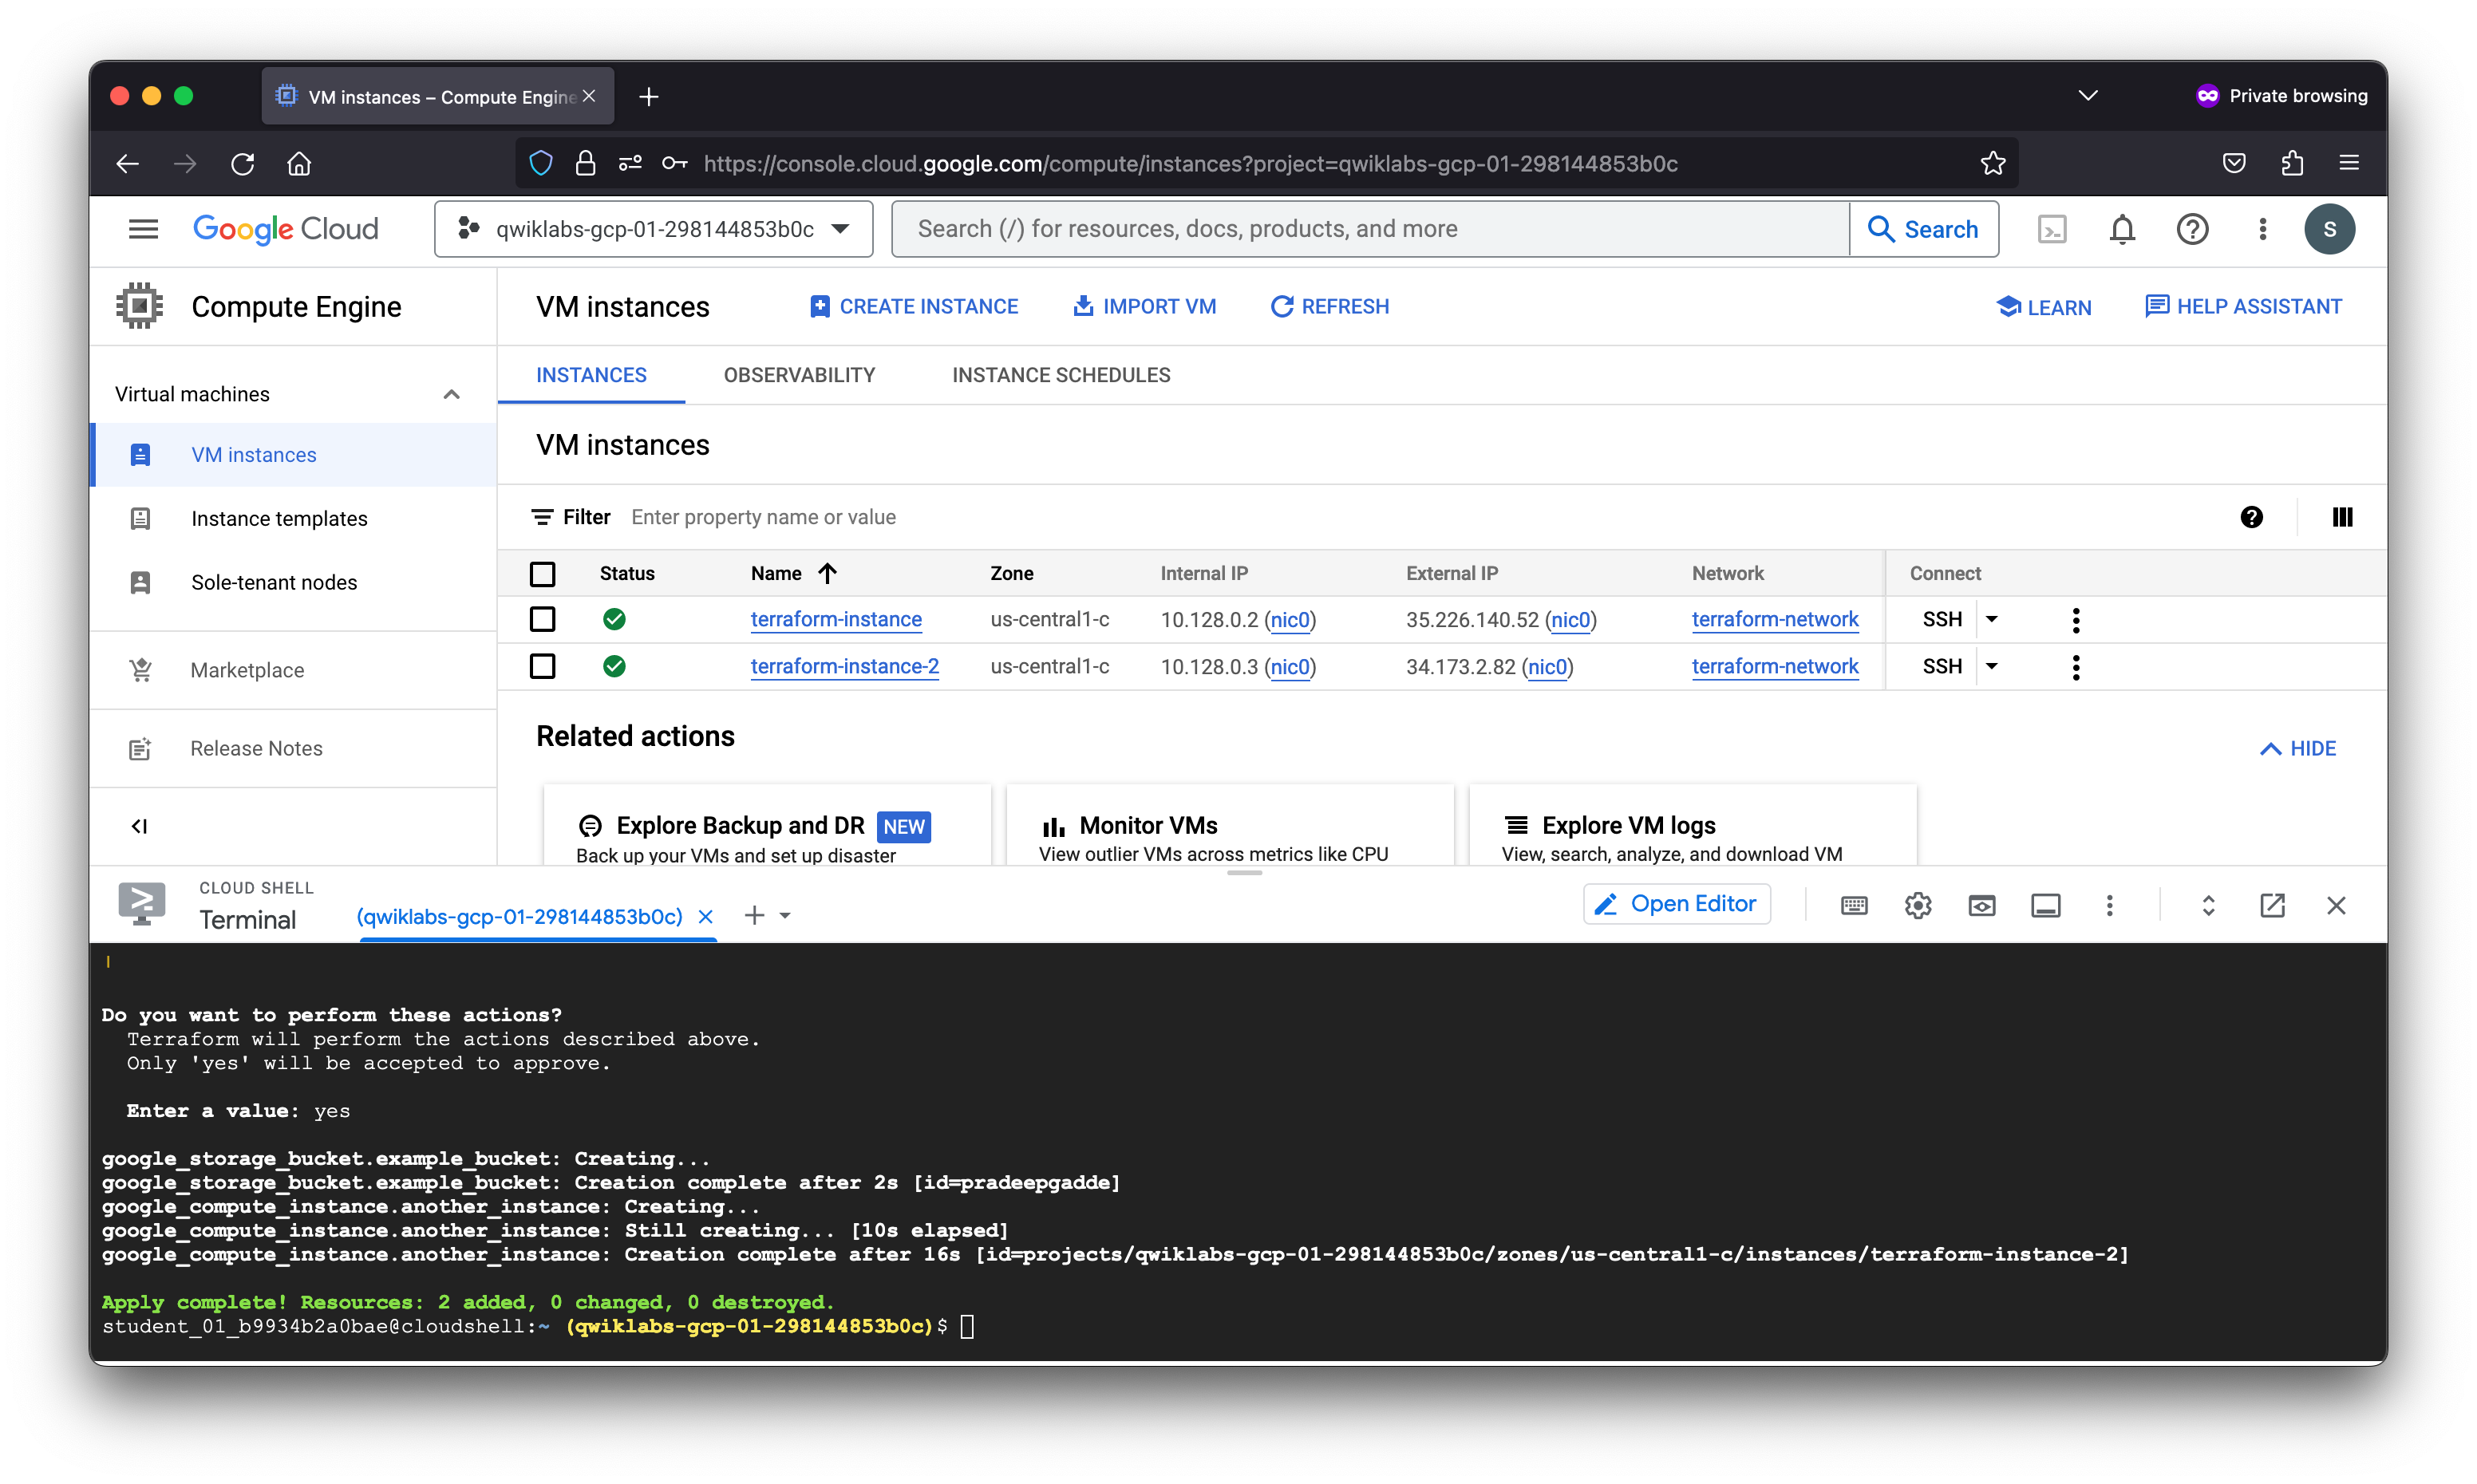 VM instances – Compute Engine
Private browsing
https://console.cloud.google.com/compute/instances?project=qwiklabs-gcp-01-298144853b0c
Google Cloud
qwiklabs-gcp-01-298144853b0c
Search (/) for resources, docs, products, and more
Search
S
Compute Engine
VM instances
CREATE INSTANCE
IMPORT VM
REFRESH
LEARN
HELP ASSISTANT
Virtual machines
VM instances
Instance templates
Sole-tenant nodes
Marketplace
Release Notes
INSTANCES OBSERVABILITY INSTANCE SCHEDULES
VM instances
Filter Enter property name or value
Status Name Zone Internal IP External IP Network Connect
terraform-instance us-central1-c 10.128.0.2 (nic0) 35.226.140.52 (nic0) terraform-network SSH
terraform-instance-2 us-central1-c 10.128.0.3 (nic0) 34.173.2.82 (nic0) terraform-network SSH
Related actions
HIDE
Explore Backup and DR NEW
Back up your VMs and set up disaster
Monitor VMs
View outlier VMs across metrics like CPU
Explore VM logs
View, search, analyze, and download VM
CLOUD SHELL
Terminal
(qwiklabs-gcp-01-298144853b0c)
Open Editor
Do you want to perform these actions?
Terraform will perform the actions described above.
Only 'yes' will be accepted to approve.
Enter a value: yes
google_storage_bucket.example_bucket: Creating...
google_storage_bucket.example_bucket: Creation complete after 2s [id=pradeepgadde]
google_compute_instance.another_instance: Creating...
google_compute_instance.another_instance: Still creating... [10s elapsed]
google_compute_instance.another_instance: Creation complete after 16s [id=projects/qwiklabs-gcp-01-298144853b0c/zones/us-central1-c/instances/terraform-instance-2]
Apply complete! Resources: 2 added, 0 changed, 0 destroyed.
student_01_b9934b2a0bae@cloudshell:~ (qwiklabs-gcp-01-298144853b0c)$